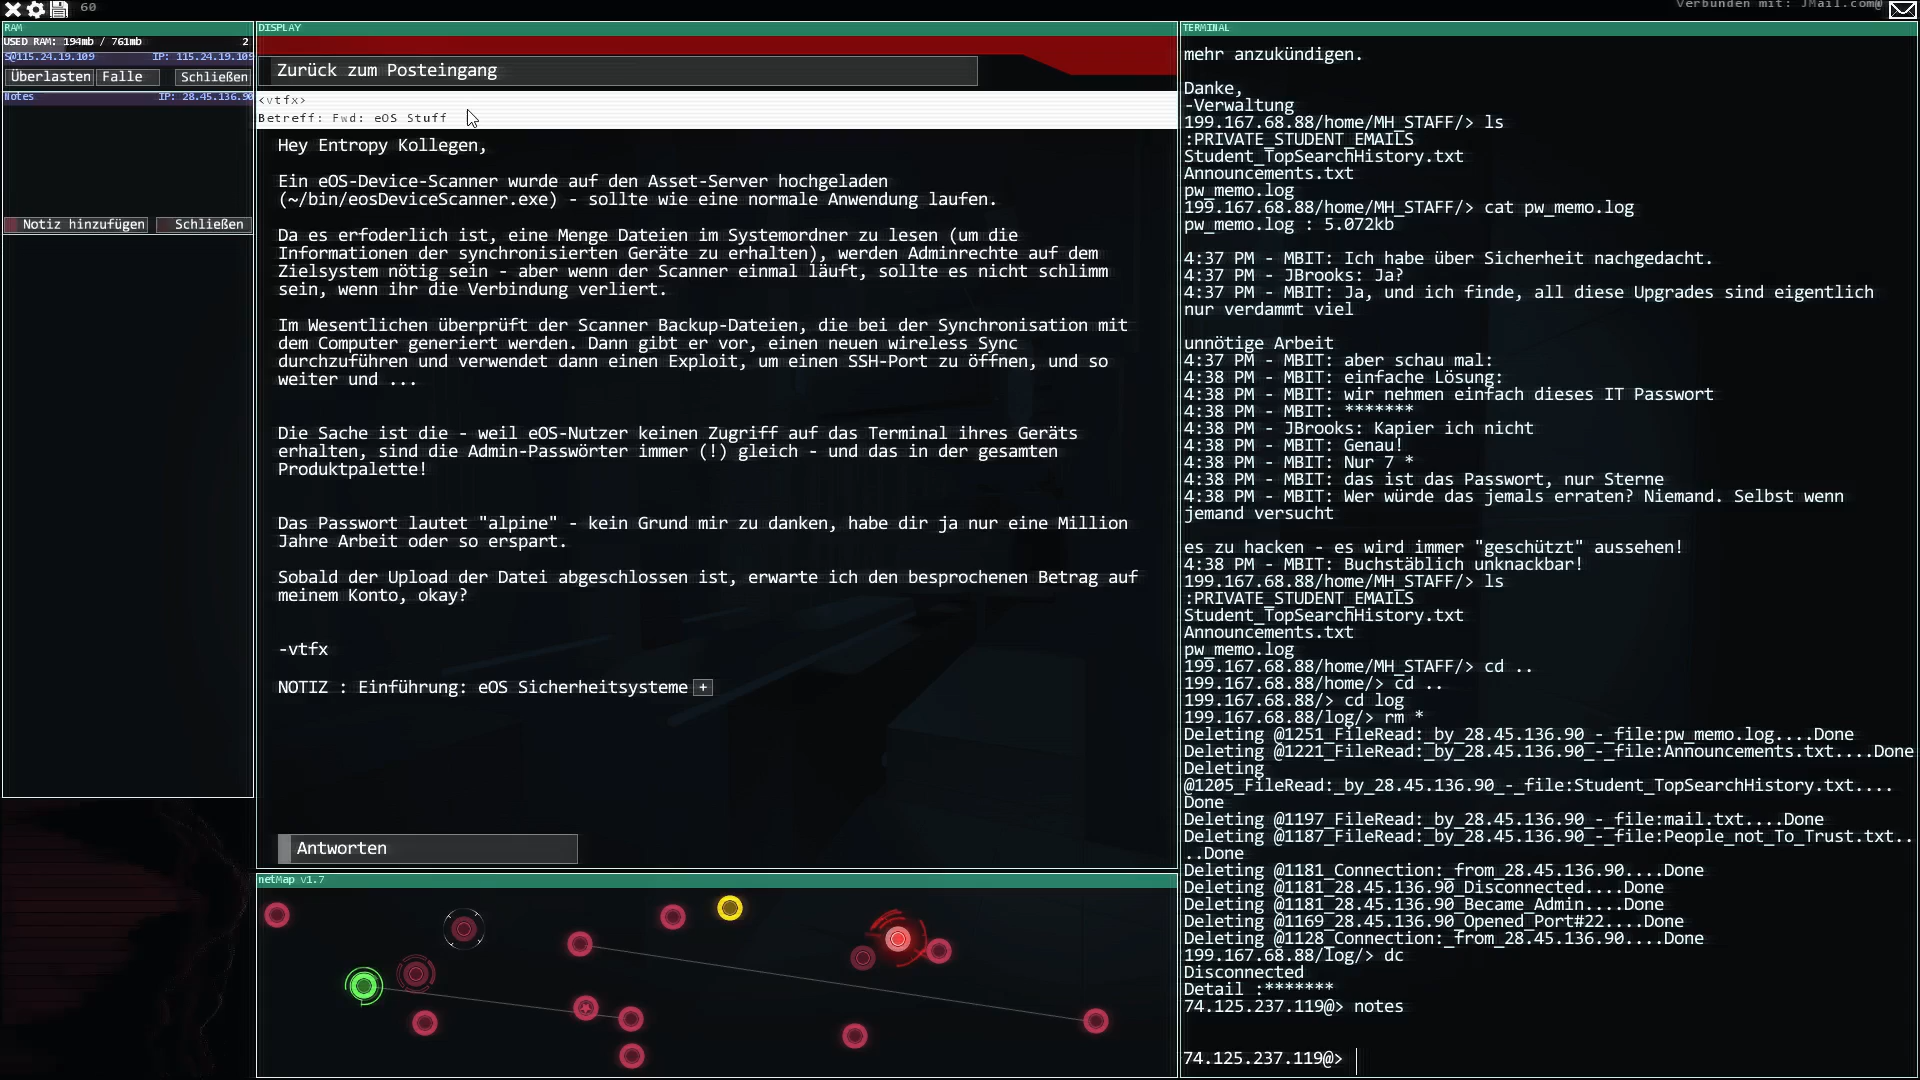 60
Verbunden mit: JMail.com@
RAM
USED RAM: 194mb / 761mb
2
S@115.24.19.109
IP: 115.24.19.109
Überlasten
Falle
Schließen
Notes
IP: 28.45.136.90
Notiz hinzufügen
Schließen
DISPLAY
Zurück zum Posteingang
<vtfx>
Betreff: Fwd: eOS Stuff
Hey Entropy Kollegen,
Ein eOS-Device-Scanner wurde auf den Asset-Server hochgeladen
(~/bin/eosDeviceScanner.exe) - sollte wie eine normale Anwendung laufen.
Da es erfoderlich ist, eine Menge Dateien im Systemordner zu lesen (um die
Informationen der synchronisierten Geräte zu erhalten), werden Adminrechte auf dem
Zielsystem nötig sein - aber wenn der Scanner einmal läuft, sollte es nicht schlimm
sein, wenn ihr die Verbindung verliert.
Im Wesentlichen überprüft der Scanner Backup-Dateien, die bei der Synchronisation mit
dem Computer generiert werden. Dann gibt er vor, einen neuen wireless Sync
durchzuführen und verwendet dann einen Exploit, um einen SSH-Port zu öffnen, und so
weiter und ...
Die Sache ist die - weil eOS-Nutzer keinen Zugriff auf das Terminal ihres Geräts
erhalten, sind die Admin-Passwörter immer (!) gleich - und das in der gesamten
Produktpalette!
Das Passwort lautet "alpine" - kein Grund mir zu danken, habe dir ja nur eine Million
Jahre Arbeit oder so erspart.
Sobald der Upload der Datei abgeschlossen ist, erwarte ich den besprochenen Betrag auf
meinem Konto, okay?
-vtfx
NOTIZ : Einführung: eOS Sicherheitsysteme +
Antworten
netMap v1.7
TERMINAL
mehr anzukündigen.
Danke,
-Verwaltung
199.167.68.88/home/MH_STAFF/> ls
:PRIVATE_STUDENT_EMAILS
Student_TopSearchHistory.txt
Announcements.txt
pw_memo.log
199.167.68.88/home/MH_STAFF/> cat pw_memo.log
pw_memo.log : 5.072kb
4:37 PM - MBIT: Ich habe über Sicherheit nachgedacht.
4:37 PM - JBrooks: Ja?
4:37 PM - MBIT: Ja, und ich finde, all diese Upgrades sind eigentlich
nur verdammt viel
unnötige Arbeit
4:37 PM - MBIT: aber schau mal:
4:38 PM - MBIT: einfache Lösung:
4:38 PM - MBIT: wir nehmen einfach dieses IT Passwort
4:38 PM - MBIT: *******
4:38 PM - JBrooks: Kapier ich nicht
4:38 PM - MBIT: Genau!
4:38 PM - MBIT: Nur 7 *
4:38 PM - MBIT: das ist das Passwort, nur Sterne
4:38 PM - MBIT: Wer würde das jemals erraten? Niemand. Selbst wenn
jemand versucht
es zu hacken - es wird immer "geschützt" aussehen!
4:38 PM - MBIT: Buchstäblich unknackbar!
199.167.68.88/home/MH_STAFF/> ls
:PRIVATE_STUDENT_EMAILS
Student_TopSearchHistory.txt
Announcements.txt
pw_memo.log
199.167.68.88/home/MH_STAFF/> cd ..
199.167.68.88/home/> cd ..
199.167.68.88/> cd log
199.167.68.88/log/> rm *
Deleting @1251_FileRead:_by_28.45.136.90_-_file:pw_memo.log....Done
Deleting @1221_FileRead:_by_28.45.136.90_-_file:Announcements.txt....Done
Deleting
@1205_FileRead:_by_28.45.136.90_-_file:Student_TopSearchHistory.txt....
Done
Deleting @1197_FileRead:_by_28.45.136.90_-_file:mail.txt....Done
Deleting @1187_FileRead:_by_28.45.136.90_-_file:People_not_To_Trust.txt..
..Done
Deleting @1181_Connection:_from_28.45.136.90....Done
Deleting @1181_28.45.136.90_Disconnected....Done
Deleting @1181_28.45.136.90_Became_Admin....Done
Deleting @1169_28.45.136.90_Opened_Port#22....Done
Deleting @1128_Connection:_from_28.45.136.90....Done
199.167.68.88/log/> dc
Disconnected
Detail :*******
74.125.237.119@> notes
74.125.237.119@>